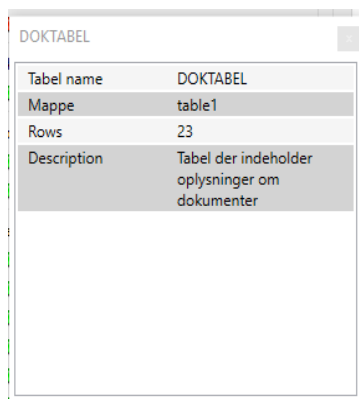 DOKTABEL
x
Tabel name DOKTABEL
Mappe table1
Rows 23
Description Tabel der indeholder
oplysninger om
dokumenter